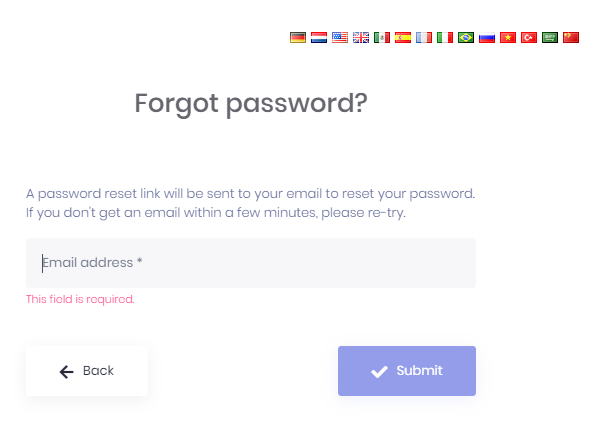 Forgot password?
A password reset link will be sent to your email to reset your password.
If you don't get an email within a few minutes, please re-try.
Email address *
This field is required.
Back
Submit